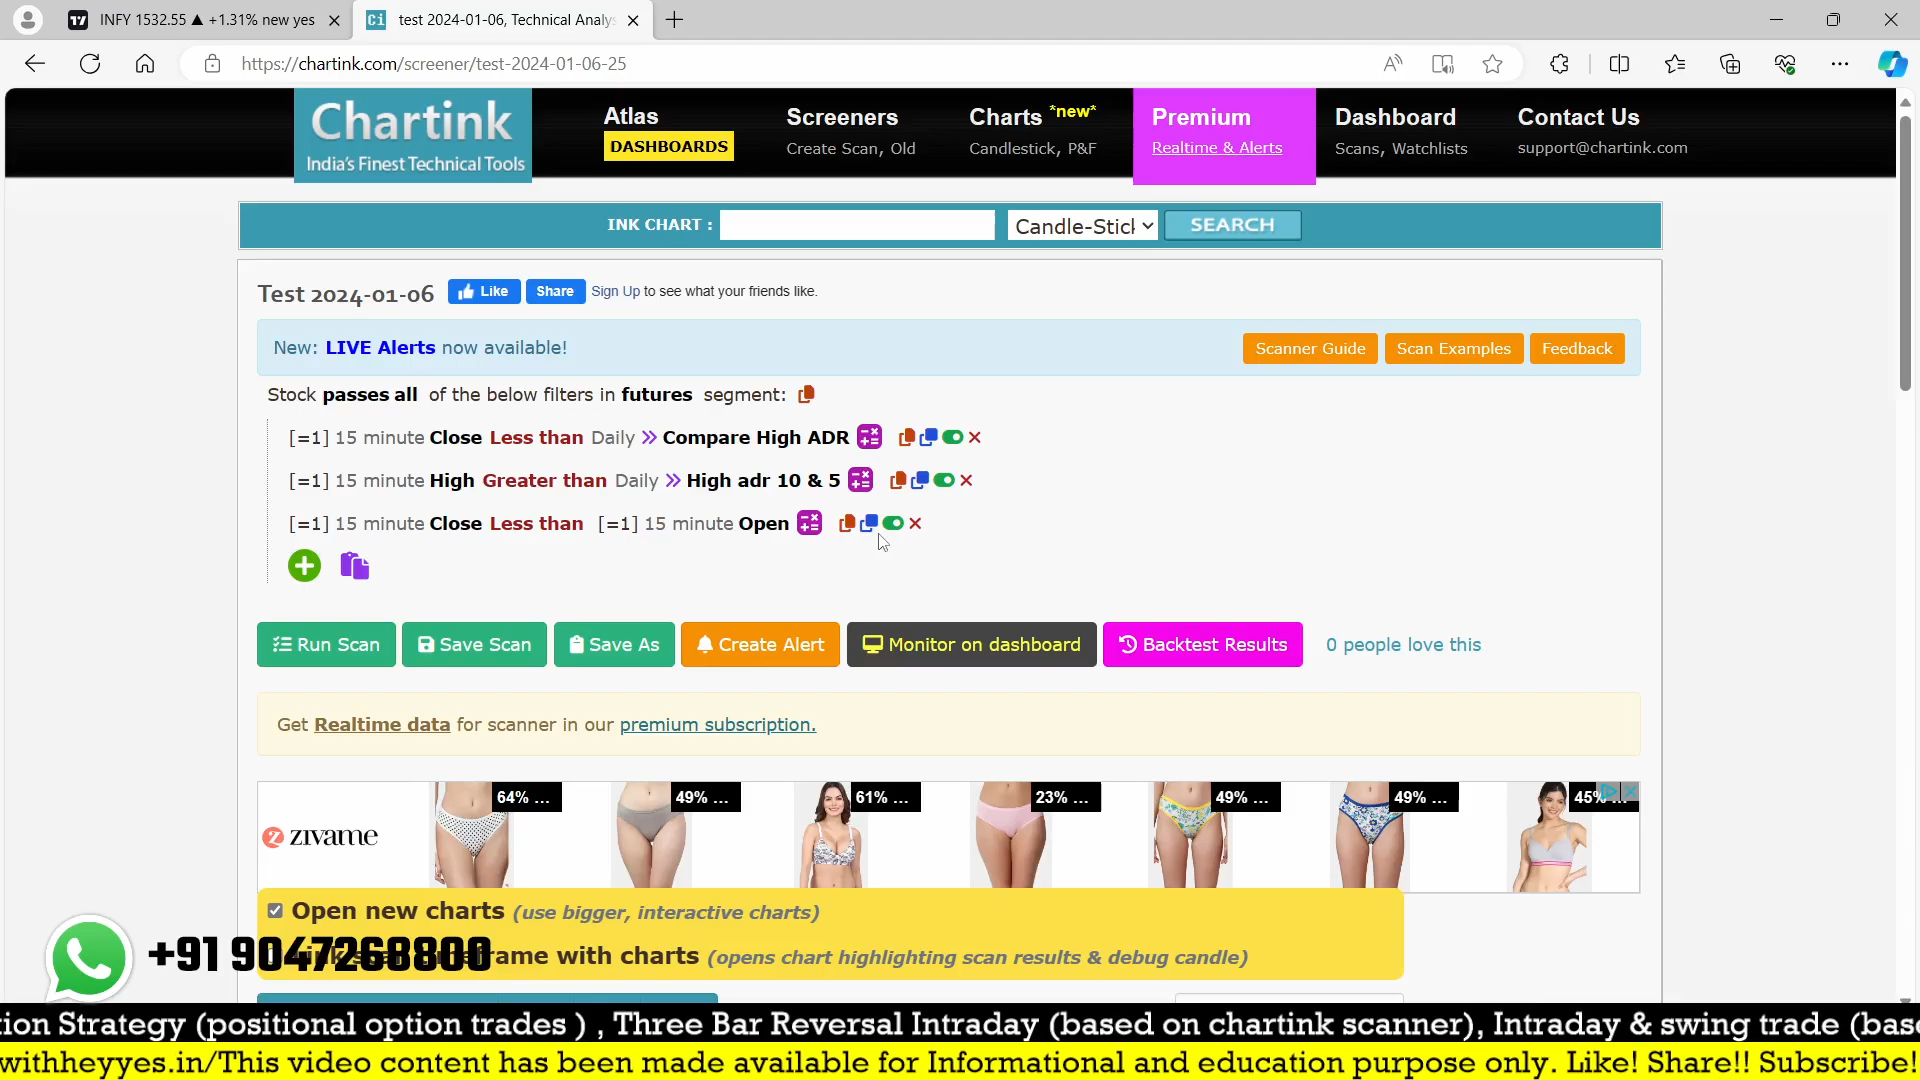 INFY 1532.55 ▲ +1.31% new yes
test 2024-01-06, Technical Analys
https://chartink.com/screener/test-2024-01-06-25
Chartink
India's Finest Technical Tools
Atlas
DASHBOARDS
Screeners
Create Scan, Old
Charts *new*
Candlestick, P&F
Premium
Realtime & Alerts
Dashboard
Scans, Watchlists
Contact Us
support@chartink.com
INK CHART :
Candle-Stick
SEARCH
Test 2024-01-06
Like
Share
Sign Up to see what your friends like.
New: LIVE Alerts now available!
Scanner Guide
Scan Examples
Feedback
Stock passes all of the below filters in futures segment:
[=1] 15 minute Close Less than Daily » Compare High ADR
[=1] 15 minute High Greater than Daily » High adr 10 & 5
[=1] 15 minute Close Less than [=1] 15 minute Open
Run Scan
Save Scan
Save As
Create Alert
Monitor on dashboard
Backtest Results
0 people love this
Get Realtime data for scanner in our premium subscription.
zivame
64% ...
49% ...
61% ...
23% ...
49% ...
49% ...
45%
Open new charts (use bigger, interactive charts)
with charts (opens chart highlighting scan results & debug candle)
+91 9047268800
ion Strategy (positional option trades ) , Three Bar Reversal Intraday (based on chartink scanner), Intraday & swing trade (bas
withheyyes.in/This video content has been made available for Informational and education purpose only. Like! Share!! Subscribe!